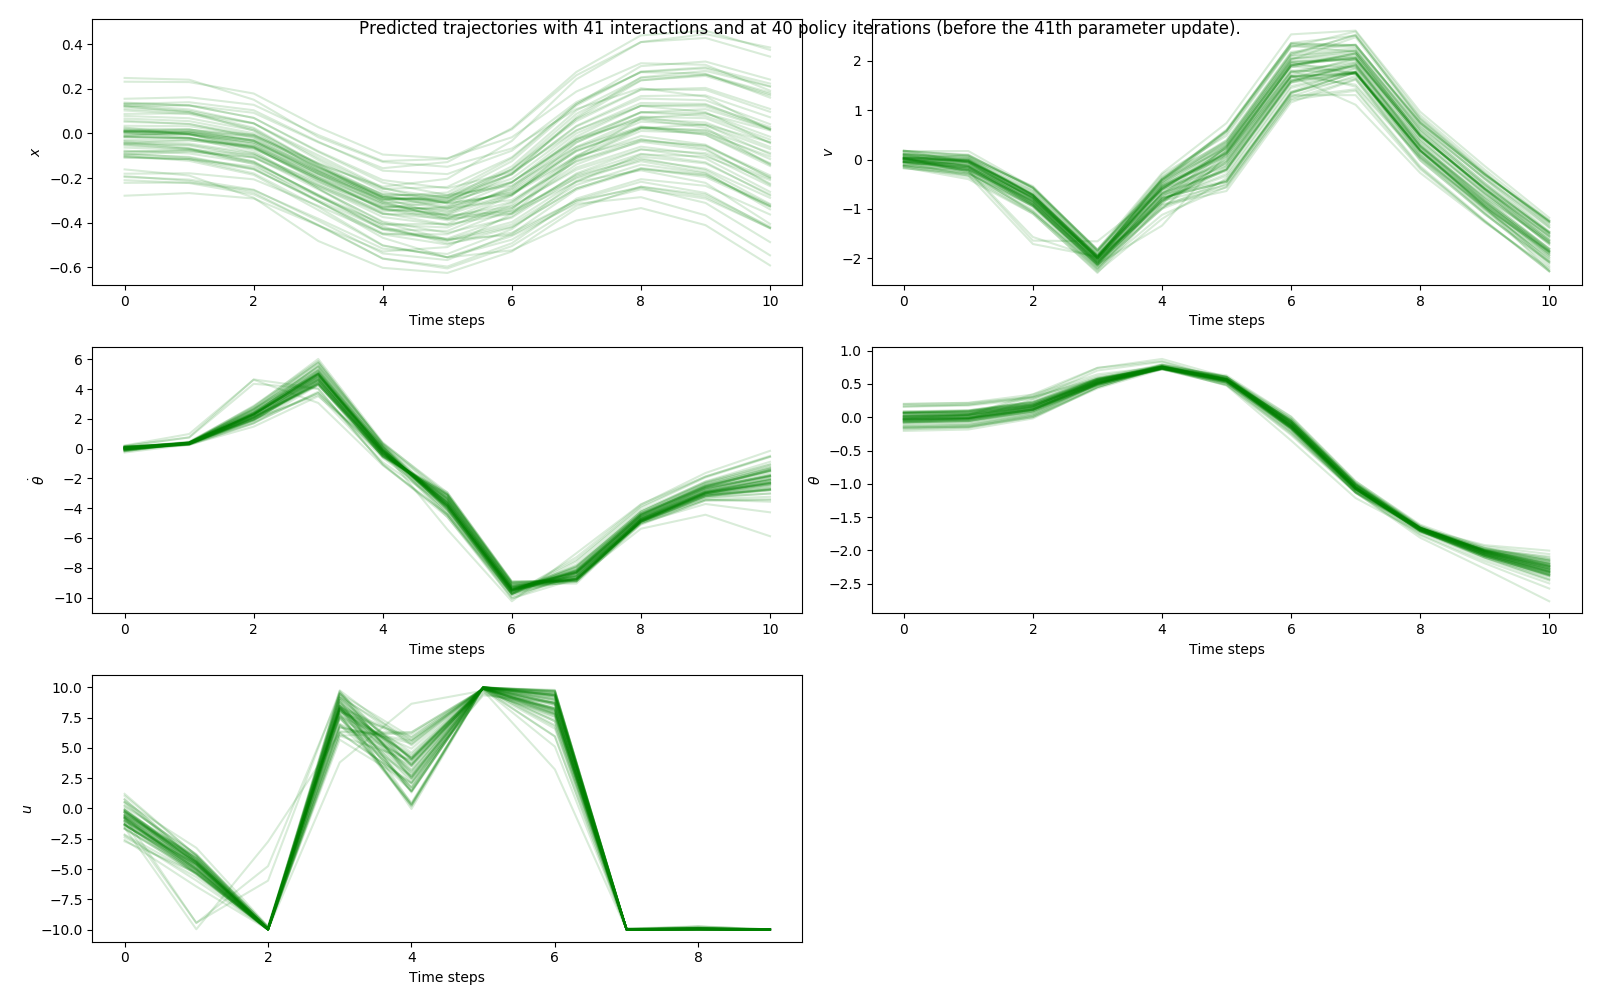 Predicted trajectories with 41 interactions and at 40 policy iterations (before the 41th parameter update).
0.4
0.2
0.0
−0.2
−0.4
−0.6
x
0 2 4 6 8 10
Time steps
2
1
0
−1
−2
v
0 2 4 6 8 10
Time steps
6
4
2
0
−2
−4
−6
−8
−10
θ̇
0 2 4 6 8 10
Time steps
1.0
0.5
0.0
−0.5
−1.0
−1.5
−2.0
−2.5
θ
0 2 4 6 8 10
Time steps
10.0
7.5
5.0
2.5
0.0
−2.5
−5.0
−7.5
−10.0
u
0 2 4 6 8
Time steps